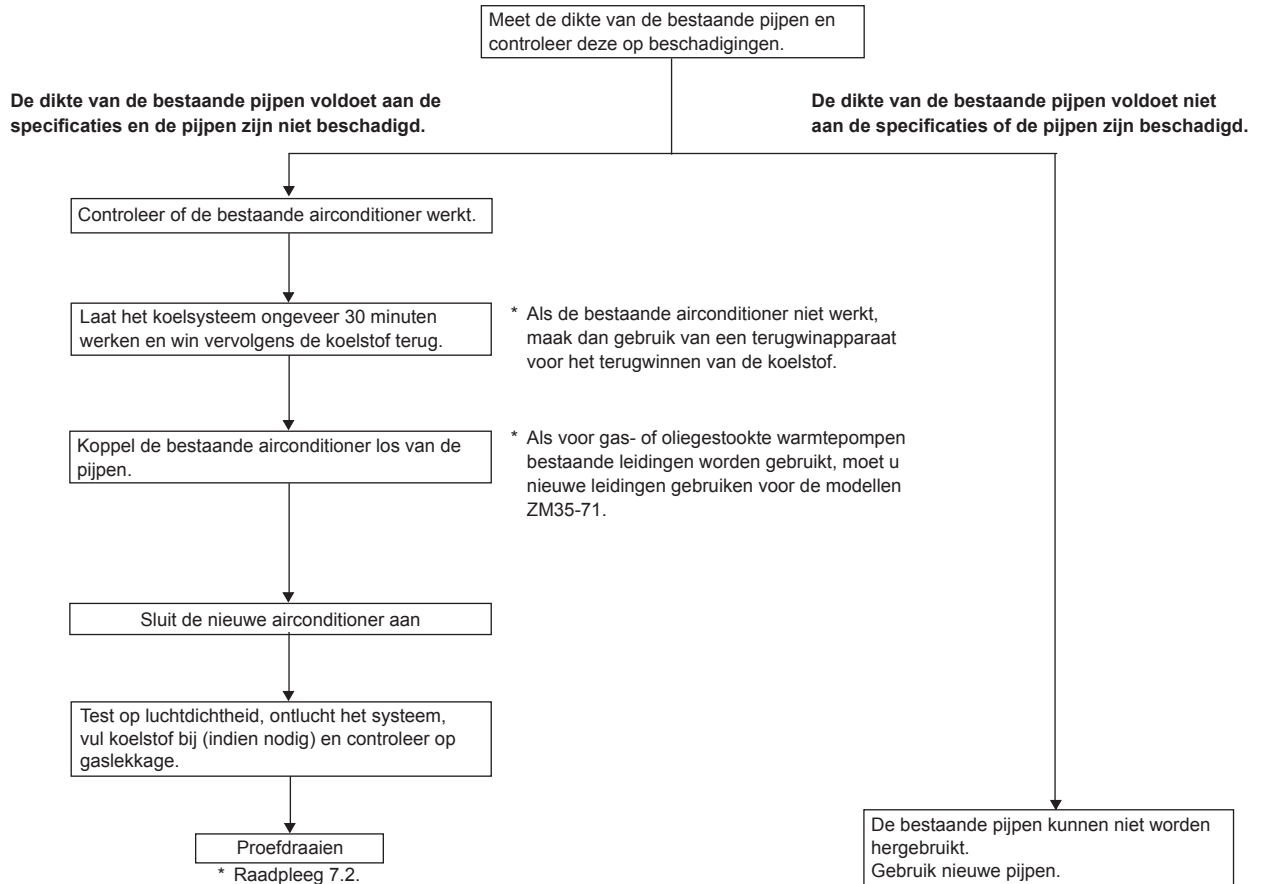 Meet de dikte van de bestaande pijpen en
controleer deze op beschadigingen.
De dikte van de bestaande pijpen voldoet aan de
specificaties en de pijpen zijn niet beschadigd.
De dikte van de bestaande pijpen voldoet niet
aan de specificaties of de pijpen zijn beschadigd.
Controleer of de bestaande airconditioner werkt.
Laat het koelsysteem ongeveer 30 minuten
werken en win vervolgens de koelstof terug.
* Als de bestaande airconditioner niet werkt,
maak dan gebruik van een terugwinapparaat
voor het terugwinnen van de koelstof.
Koppel de bestaande airconditioner los van de
pijpen.
* Als voor gas- of oliegestookte warmtepompen
bestaande leidingen worden gebruikt, moet u
nieuwe leidingen gebruiken voor de modellen
ZM35-71.
Sluit de nieuwe airconditioner aan
Test op luchtdichtheid, ontlucht het systeem,
vul koelstof bij (indien nodig) en controleer op
gaslekkage.
Proefdraaien
* Raadpleeg 7.2.
De bestaande pijpen kunnen niet worden
hergebruikt.
Gebruik nieuwe pijpen.